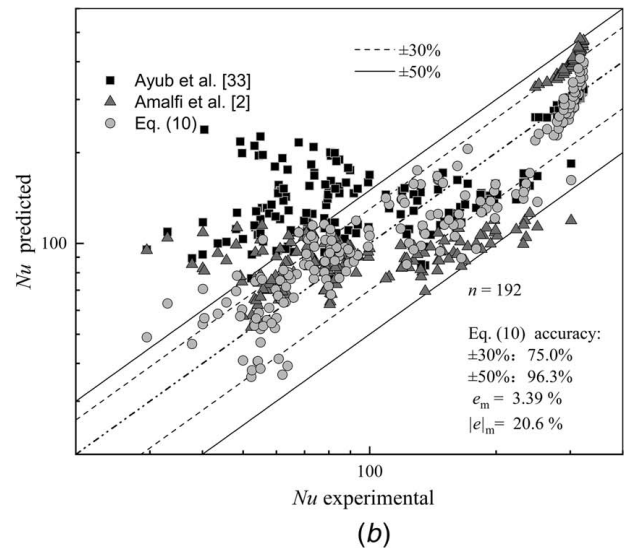 ±30%
±50%
Ayub et al. [33]
Amalfi et al. [2]
Eq. (10)
Nu predicted
100
n = 192
Eq. (10) accuracy:
±30%: 75.0%
±50%: 96.3%
em = 3.39 %
|e|m = 20.6 %
100
Nu experimental
(b)